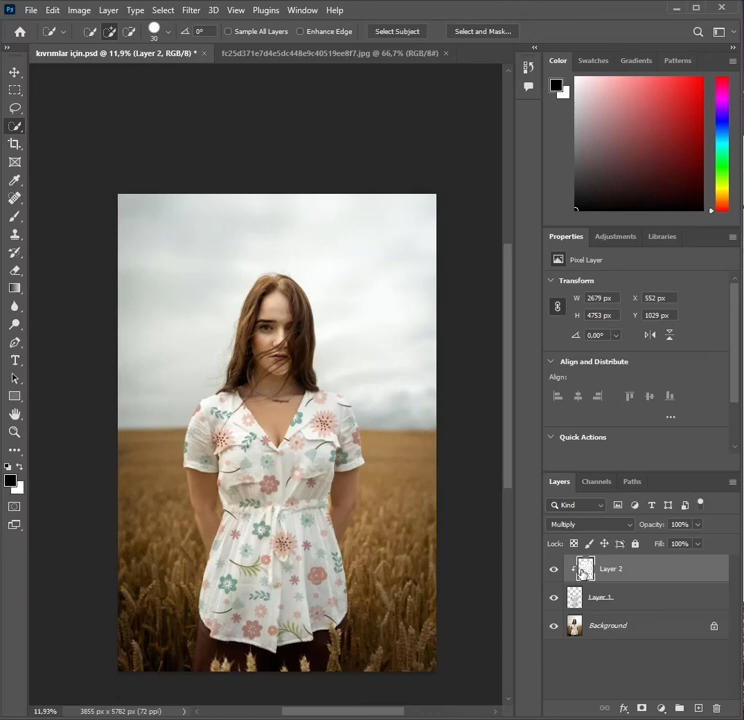 Ps File Edit Image Layer Type Select Filter 3D View Plugins Window Help
30 0° Sample All Layers Enhance Edge Select Subject Select and Mask...
kıvrımlar için.psd @ 11,9% (Layer 2, RGB/8) * × fc25d371e7d4e5dc448e9c40519ee8f7.jpg @ 66,7% (RGB/8#) ×
Color Swatches Gradients Patterns
Properties Adjustments Libraries
Pixel Layer
Transform
W 2679 px X 552 px
H 4753 px Y 1029 px
0,00°
Align and Distribute
Align:
Quick Actions
Layers Channels Paths
Kind
Multiply Opacity: 100%
Lock: Fill: 100%
Layer 2
Layer 1
Background
11,93% 3855 px x 5782 px (72 ppi)